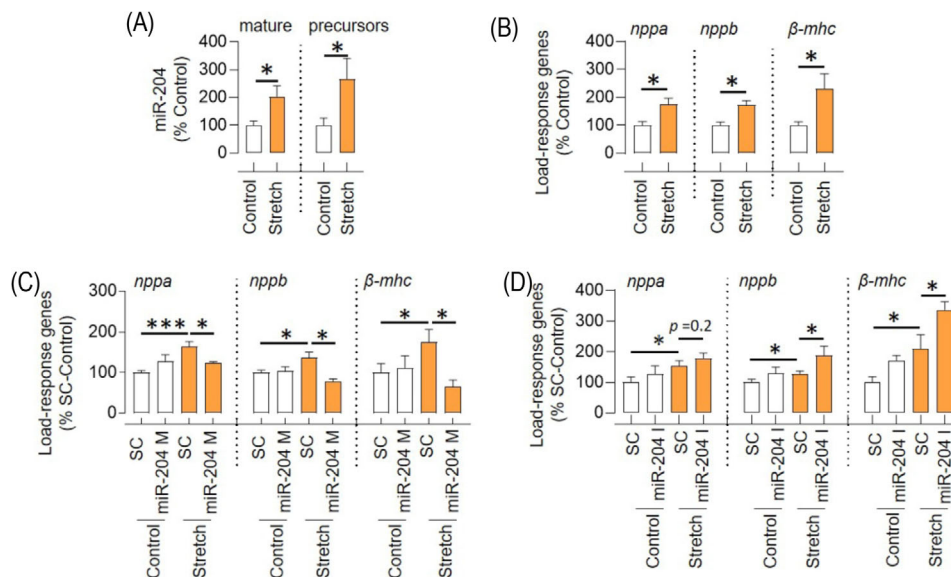 (A)
mature
precursors
miR-204
(% Control)
400
300
200
100
0
*
*
Control
Stretch
Control
Stretch
(B)
nppa
nppb
β-mhc
Load-response genes
(% Control)
400
300
200
100
0
*
*
*
Control
Stretch
Control
Stretch
Control
Stretch
(C)
nppa
nppb
β-mhc
Load-response genes
(% SC-Control)
300
200
100
0
***
*
*
*
*
*
SC
miR-204 M
SC
miR-204 M
SC
miR-204 M
SC
miR-204 M
SC
miR-204 M
SC
miR-204 M
Control
Stretch
Control
Stretch
Control
Stretch
(D)
nppa
nppb
β-mhc
Load-response genes
(% SC-Control)
400
300
200
100
0
*
p =0.2
*
*
*
*
SC
miR-204 I
SC
miR-204 I
SC
miR-204 I
SC
miR-204 I
SC
miR-204 I
SC
miR-204 I
Control
Stretch
Control
Stretch
Control
Stretch